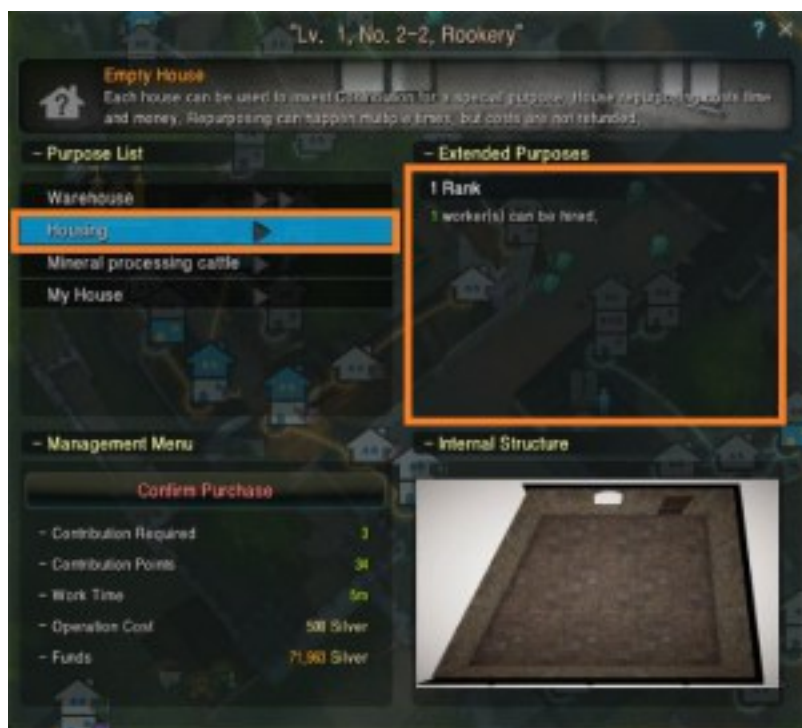 "Lv. 1, No. 2-2, Rookery"
? ×
Empty House
Each house can be used to invest Contribution for a special purpose. House repurposing costs time
and money. Repurposing can happen multiple times, but costs are not refunded.
- Purpose List
Warehouse
Housing
Mineral processing cattle
My House
- Extended Purposes
1 Rank
1 worker(s) can be hired.
- Management Menu
Confirm Purchase
- Contribution Required 3
- Contribution Points 34
- Work Time 5m
- Operation Cost 500 Silver
- Funds 71,963 Silver
- Internal Structure